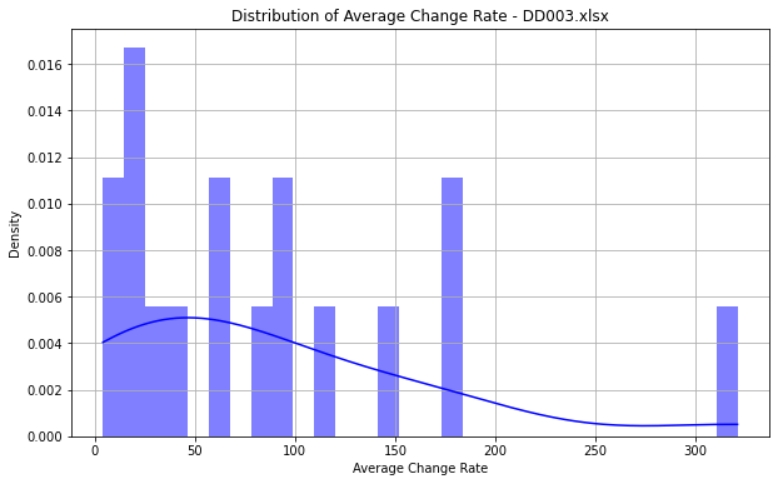 Distribution of Average Change Rate - DD003.xlsx
0.016
0.014
0.012
0.010
0.008
0.006
0.004
0.002
0.000
Density
0 50 100 150 200 250 300
Average Change Rate